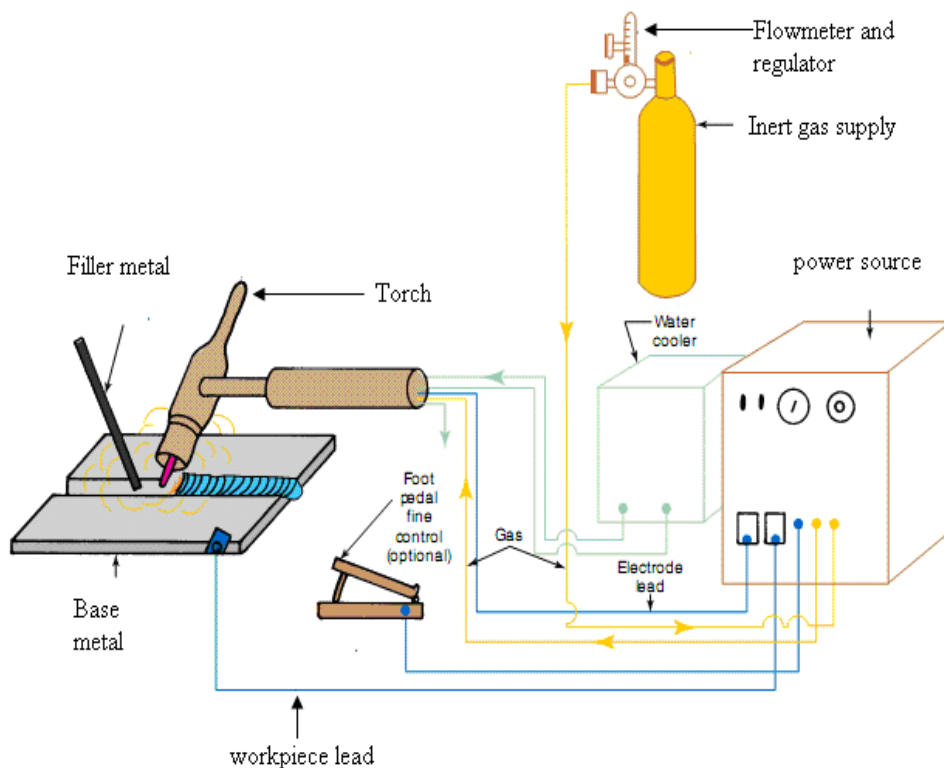 Flowmeter and
regulator
Inert gas supply
Filler metal
Torch
power source
Water
cooler
Foot
pedal
fine
control
(optional)
Gas
Electrode
lead
Base
metal
workpiece lead